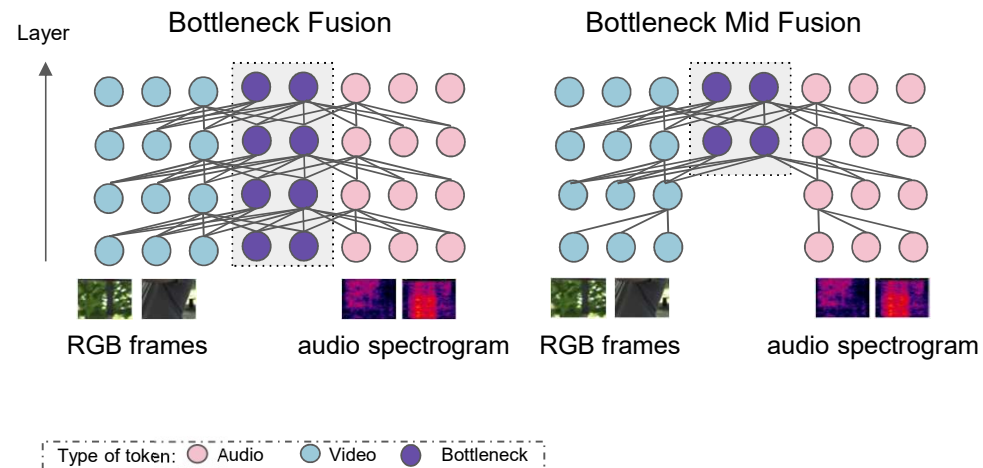 Bottleneck Fusion
Bottleneck Mid Fusion
Layer
RGB frames
audio spectrogram
RGB frames
audio spectrogram
Type of token: Audio Video Bottleneck